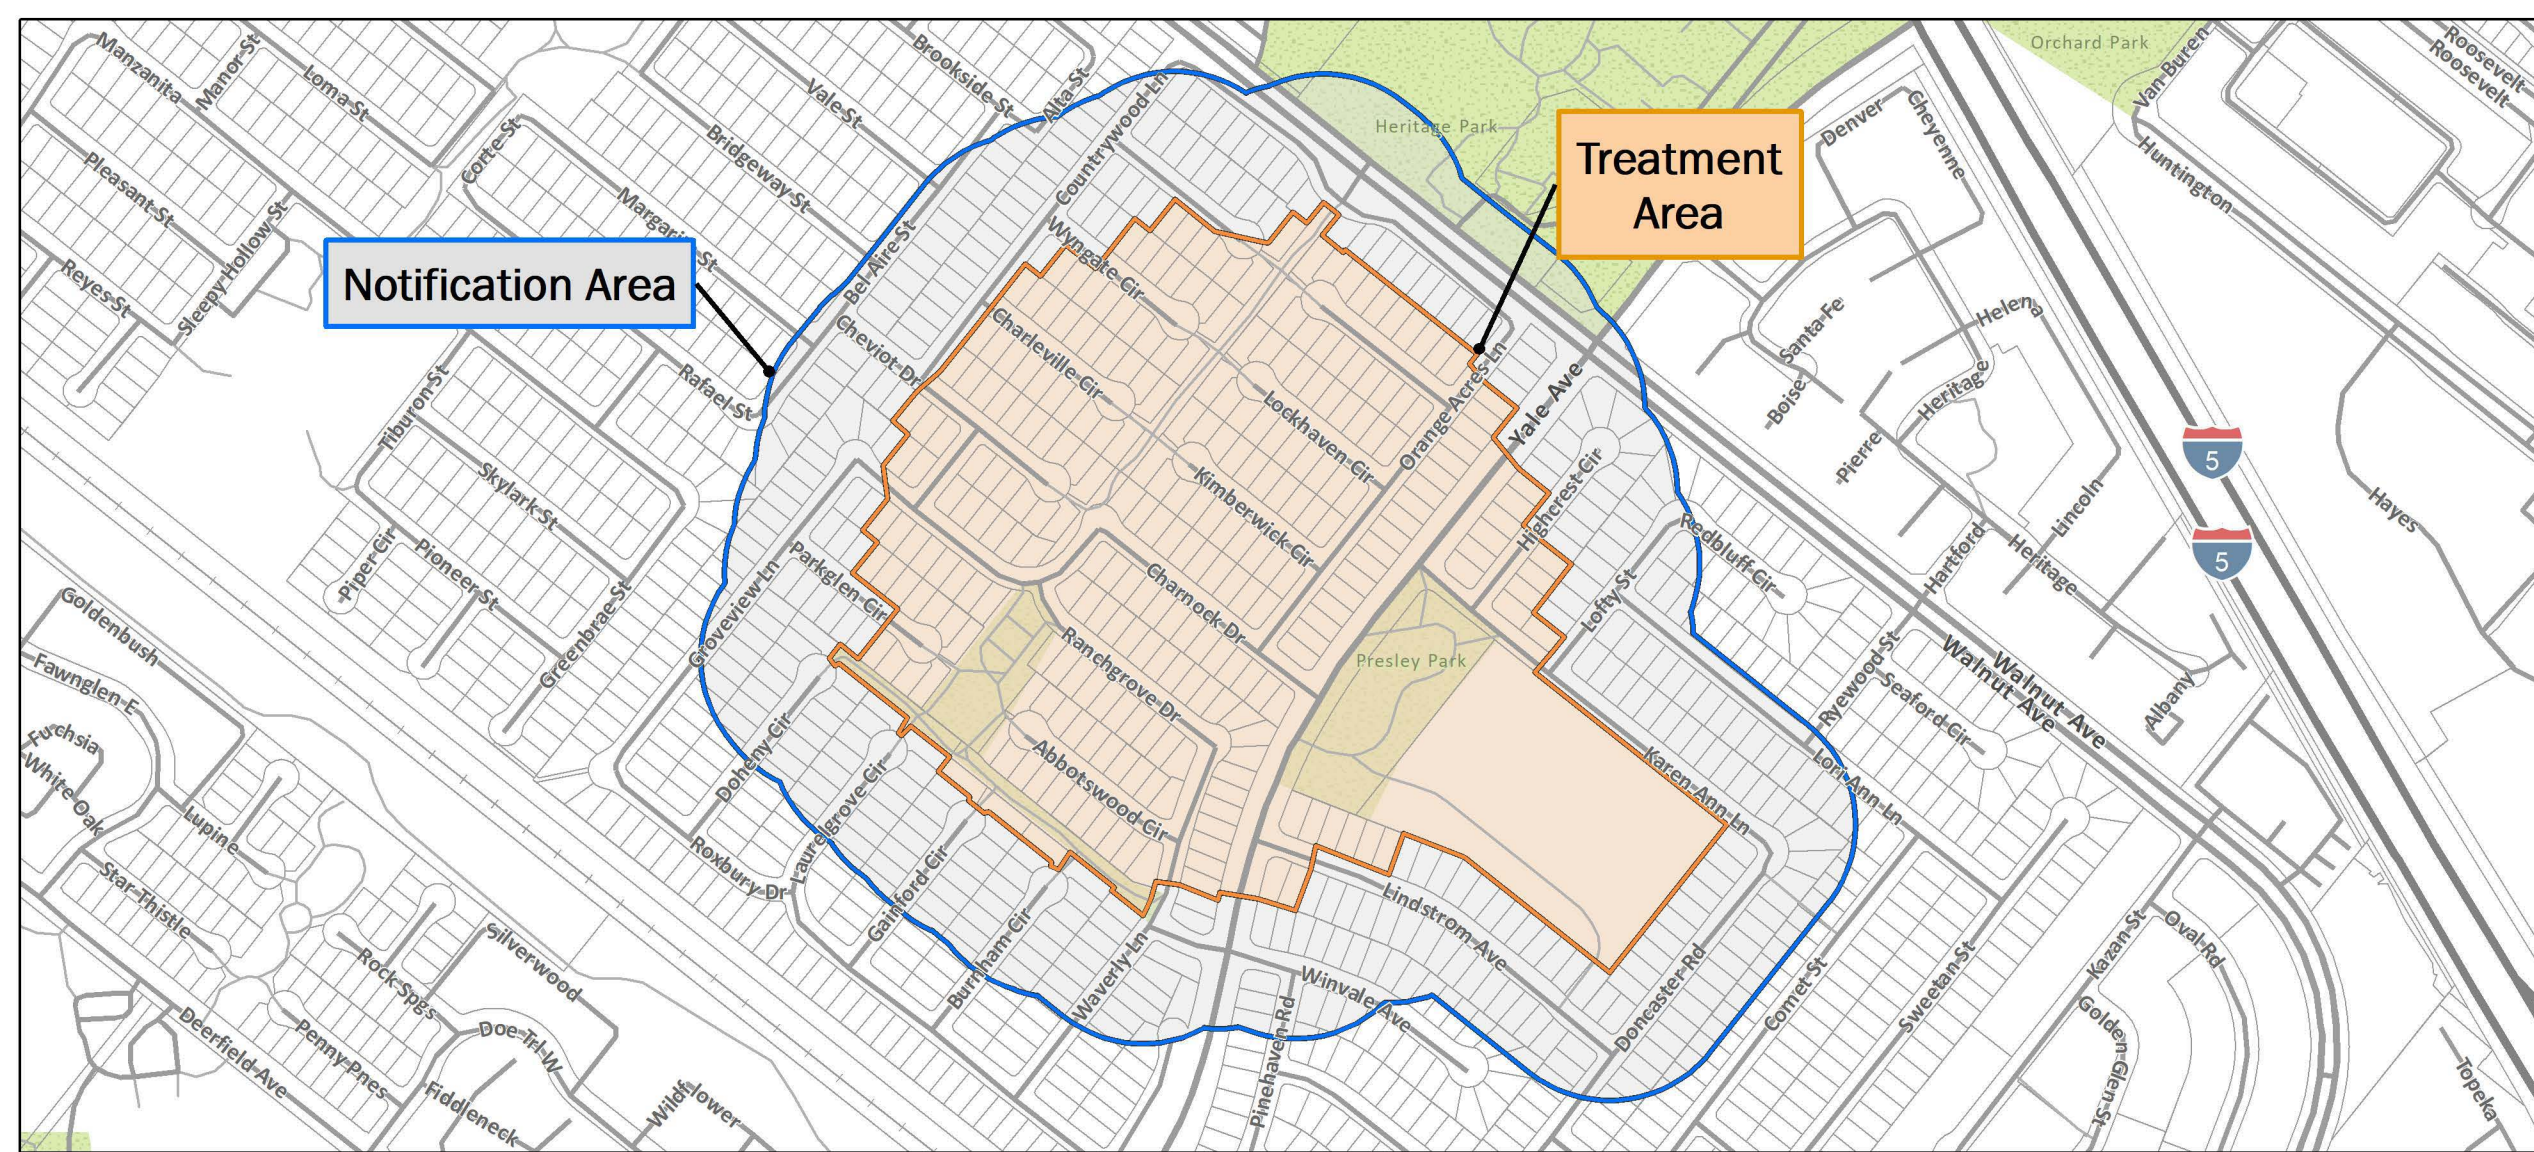 Manzanita
Manor St
Loma St
Corte St
Vale St
Brookside St
Alta St
Bridgeway St
Countrywood Ln
Heritage Park
Treatment
Area
Orchard Park
Van Buren
Roosevelt
Roosevelt
Denver
Cheyenne
Huntington
Pleasant St
Sleepy Hollow St
Reyes St
Notification Area
Bel Aire St
Wyngate Cir
Cheviot Dr
Charleville Cir
Rafael St
Tiburon St
Skylark St
Piper Cir
Pioneer St
Greenbrae St
Lockhaven Cir
Orange Acres Ln
Yale Ave
Kimberwick Cir
Highcrest Cir
Santa Fe
Helena
Boise
Heritage
Pierre
Lincoln
5
5
Hayes
Hartford
Heritage
Redbluff Cir
Lofty St
Charnock Dr
Parkglen Cir
Groveview Ln
Goldenbush
Fawnglen E
Fuchsia
White Oak
Ranchgrove Dr
Presley Park
Ryewood St
Walnut Ave
Walnut Ave
Seaford Cir
Albany
Doheny Cir
Abbotswood Cir
Karen Ann Ln
Lori Ann Ln
Lupine
Star Thistle
Roxbury Dr
Laurelgrove Cir
Gainford Cir
Burnham Cir
Waverly Ln
Lindstrom Ave
Winvale Ave
Doncaster Rd
Pinehaven Rd
Comet St
Sweetan St
Kazan St
Oval Rd
Golden Glen St
Topeka
Rock Spgs
Silverwood
Deerfield Ave
Penny Pnes
Doe Trl W
Fiddleneck
Wildflower